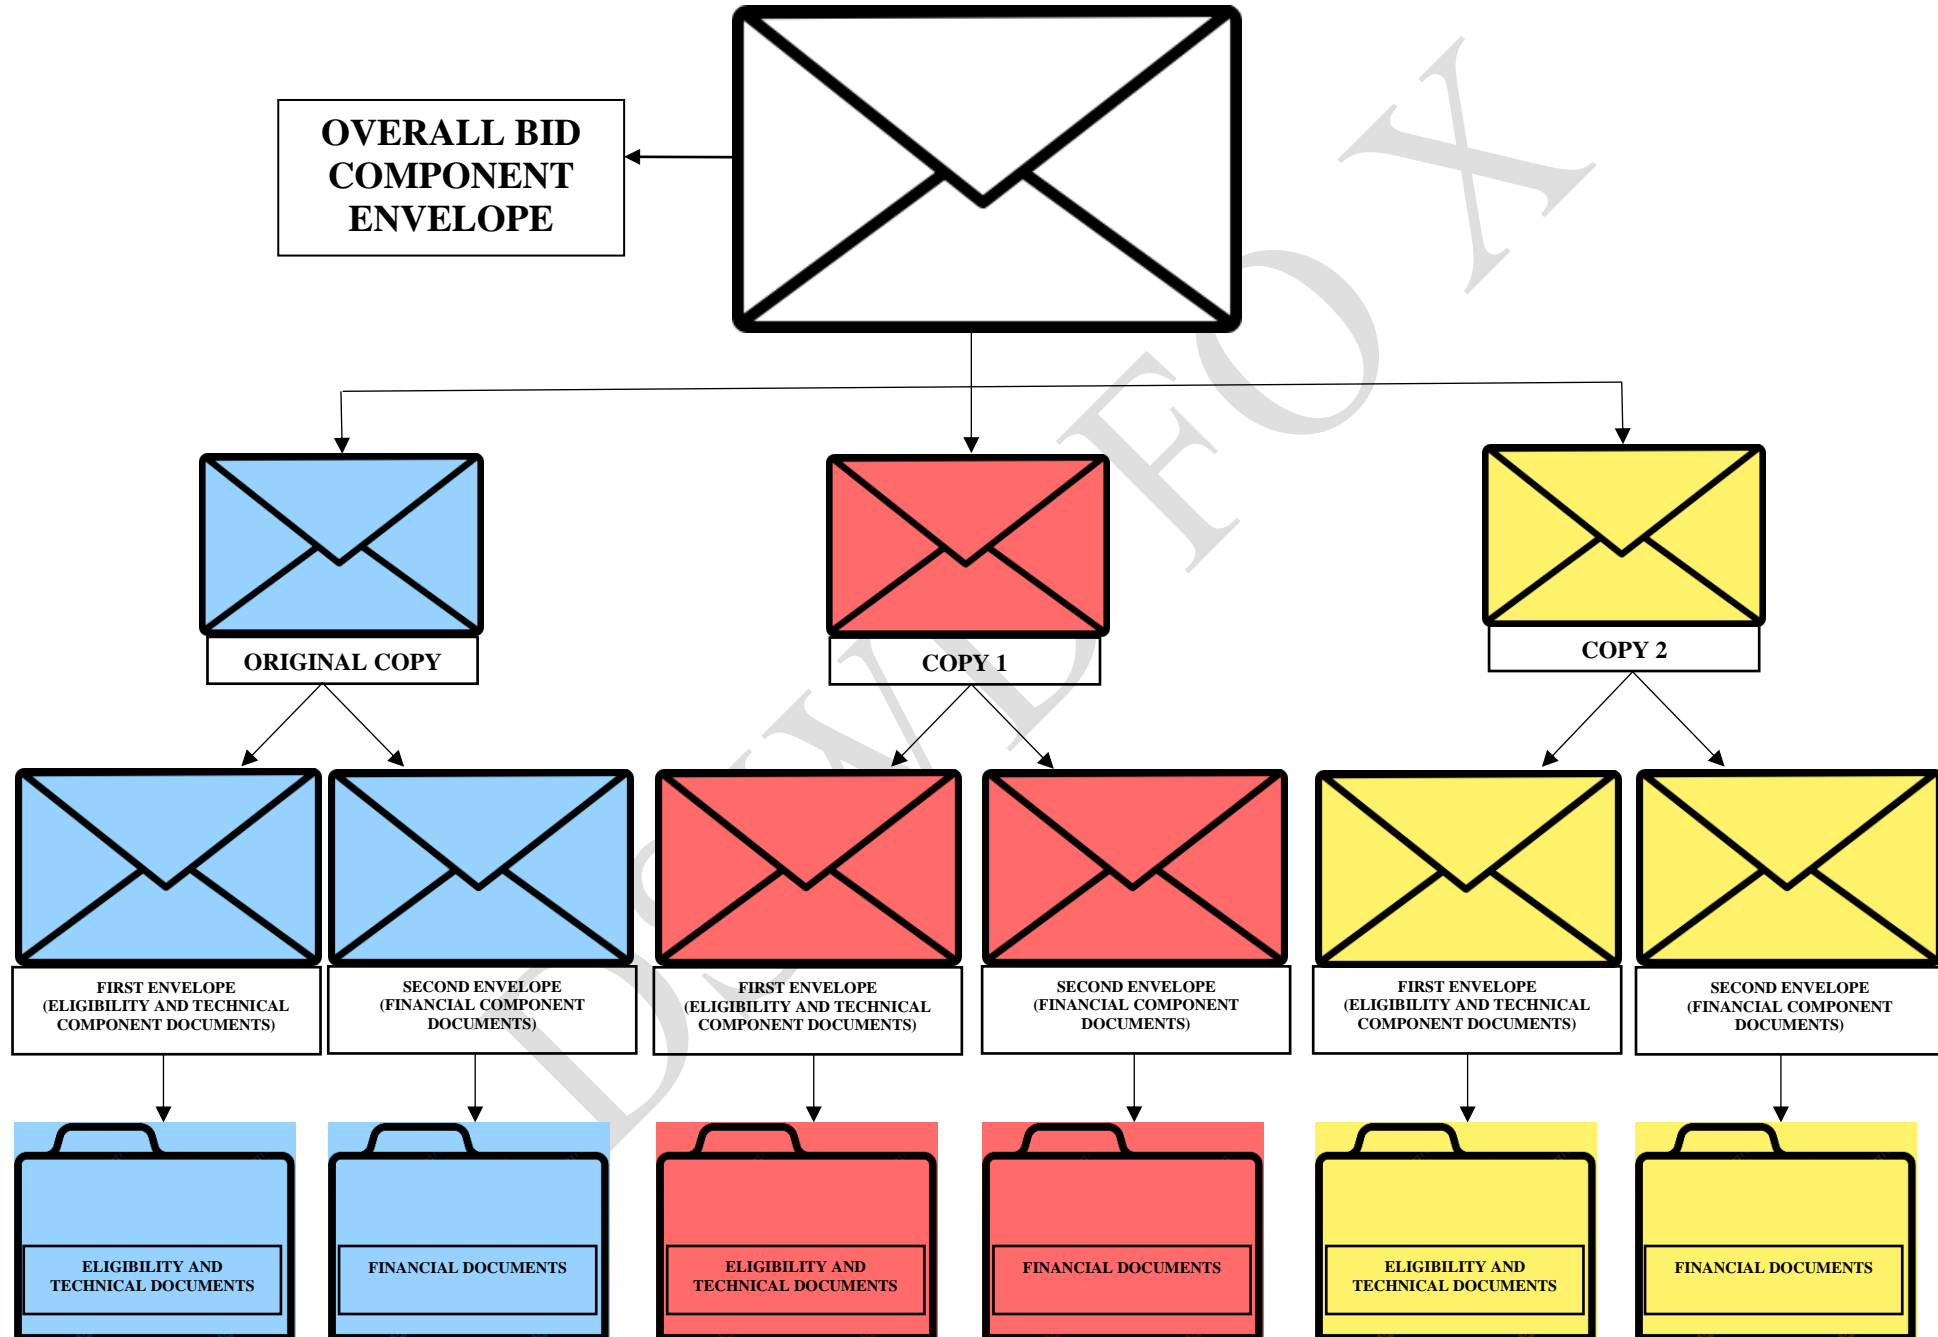 OVERALL BID
COMPONENT
ENVELOPE
ORIGINAL COPY
COPY 1
COPY 2
FIRST ENVELOPE
(ELIGIBILITY AND TECHNICAL
COMPONENT DOCUMENTS)
SECOND ENVELOPE
(FINANCIAL COMPONENT
DOCUMENTS)
FIRST ENVELOPE
(ELIGIBILITY AND TECHNICAL
COMPONENT DOCUMENTS)
SECOND ENVELOPE
(FINANCIAL COMPONENT
DOCUMENTS)
FIRST ENVELOPE
(ELIGIBILITY AND TECHNICAL
COMPONENT DOCUMENTS)
SECOND ENVELOPE
(FINANCIAL COMPONENT
DOCUMENTS)
ELIGIBILITY AND
TECHNICAL DOCUMENTS
FINANCIAL DOCUMENTS
ELIGIBILITY AND
TECHNICAL DOCUMENTS
FINANCIAL DOCUMENTS
ELIGIBILITY AND
TECHNICAL DOCUMENTS
FINANCIAL DOCUMENTS
DSWD FO X